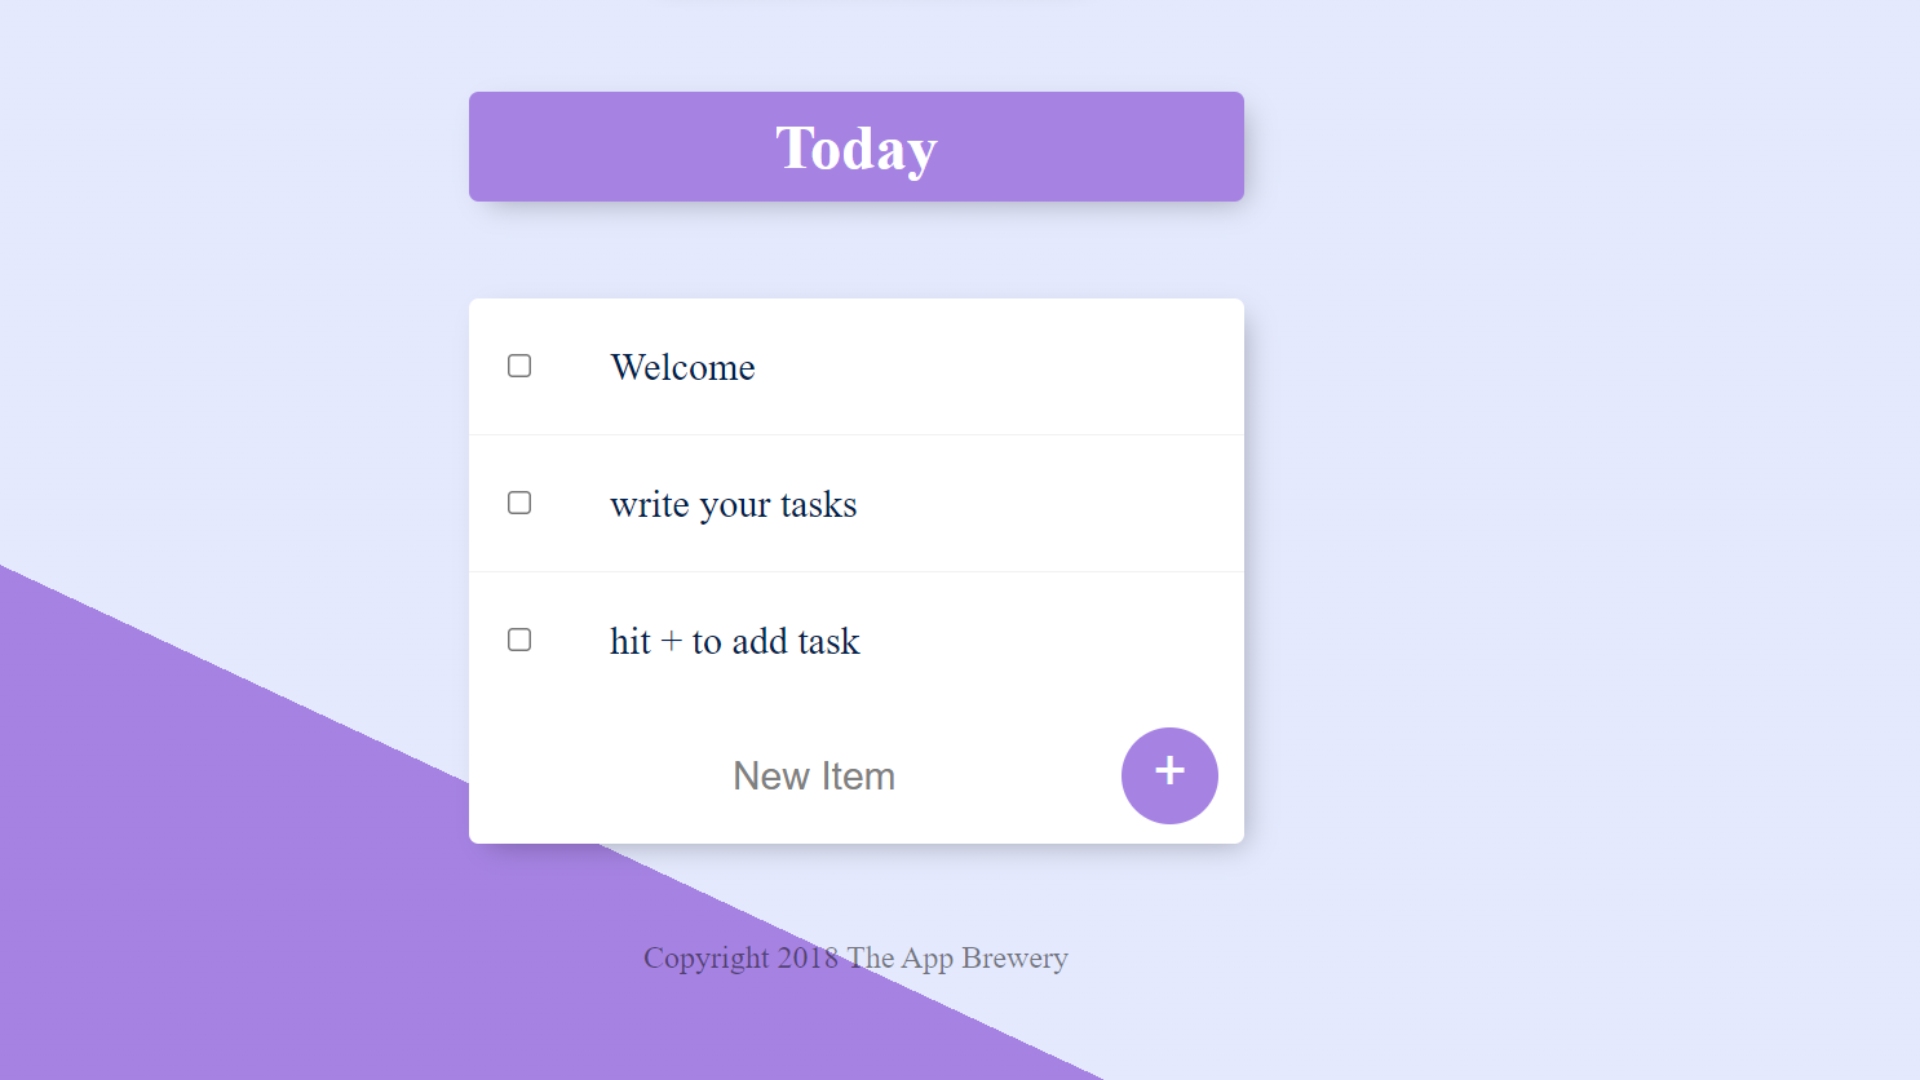 Today
Welcome
write your tasks
hit + to add task
New Item +
Copyright 2018 The App Brewery